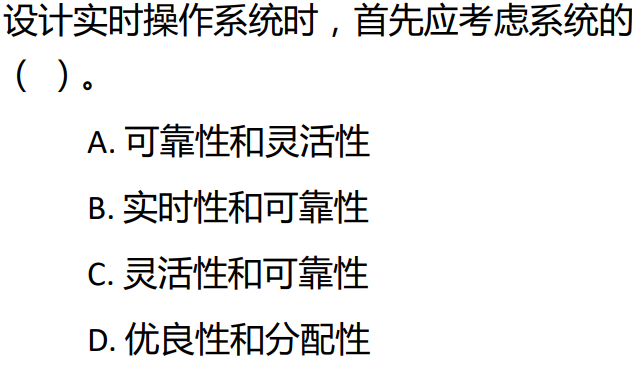 设计实时操作系统时，首先应考虑系统的
（ ）。
A. 可靠性和灵活性
B. 实时性和可靠性
C. 灵活性和可靠性
D. 优良性和分配性